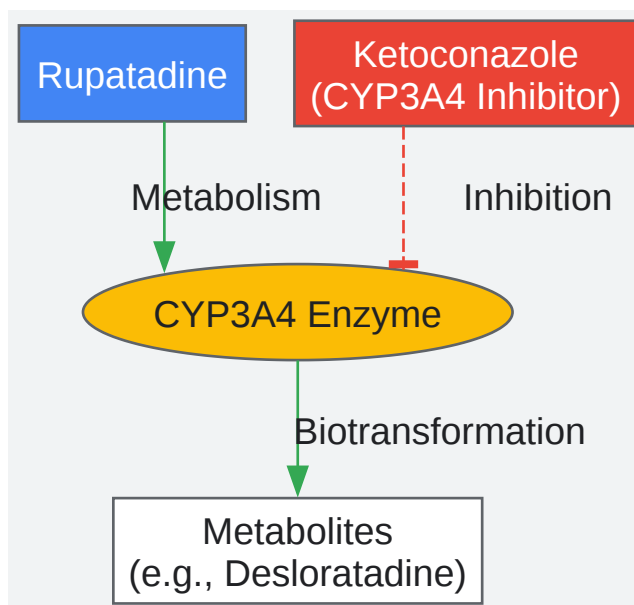 Rupatadine
Ketoconazole
(CYP3A4 Inhibitor)
Metabolism
Inhibition
CYP3A4 Enzyme
Biotransformation
Metabolites
(e.g., Desloratadine)